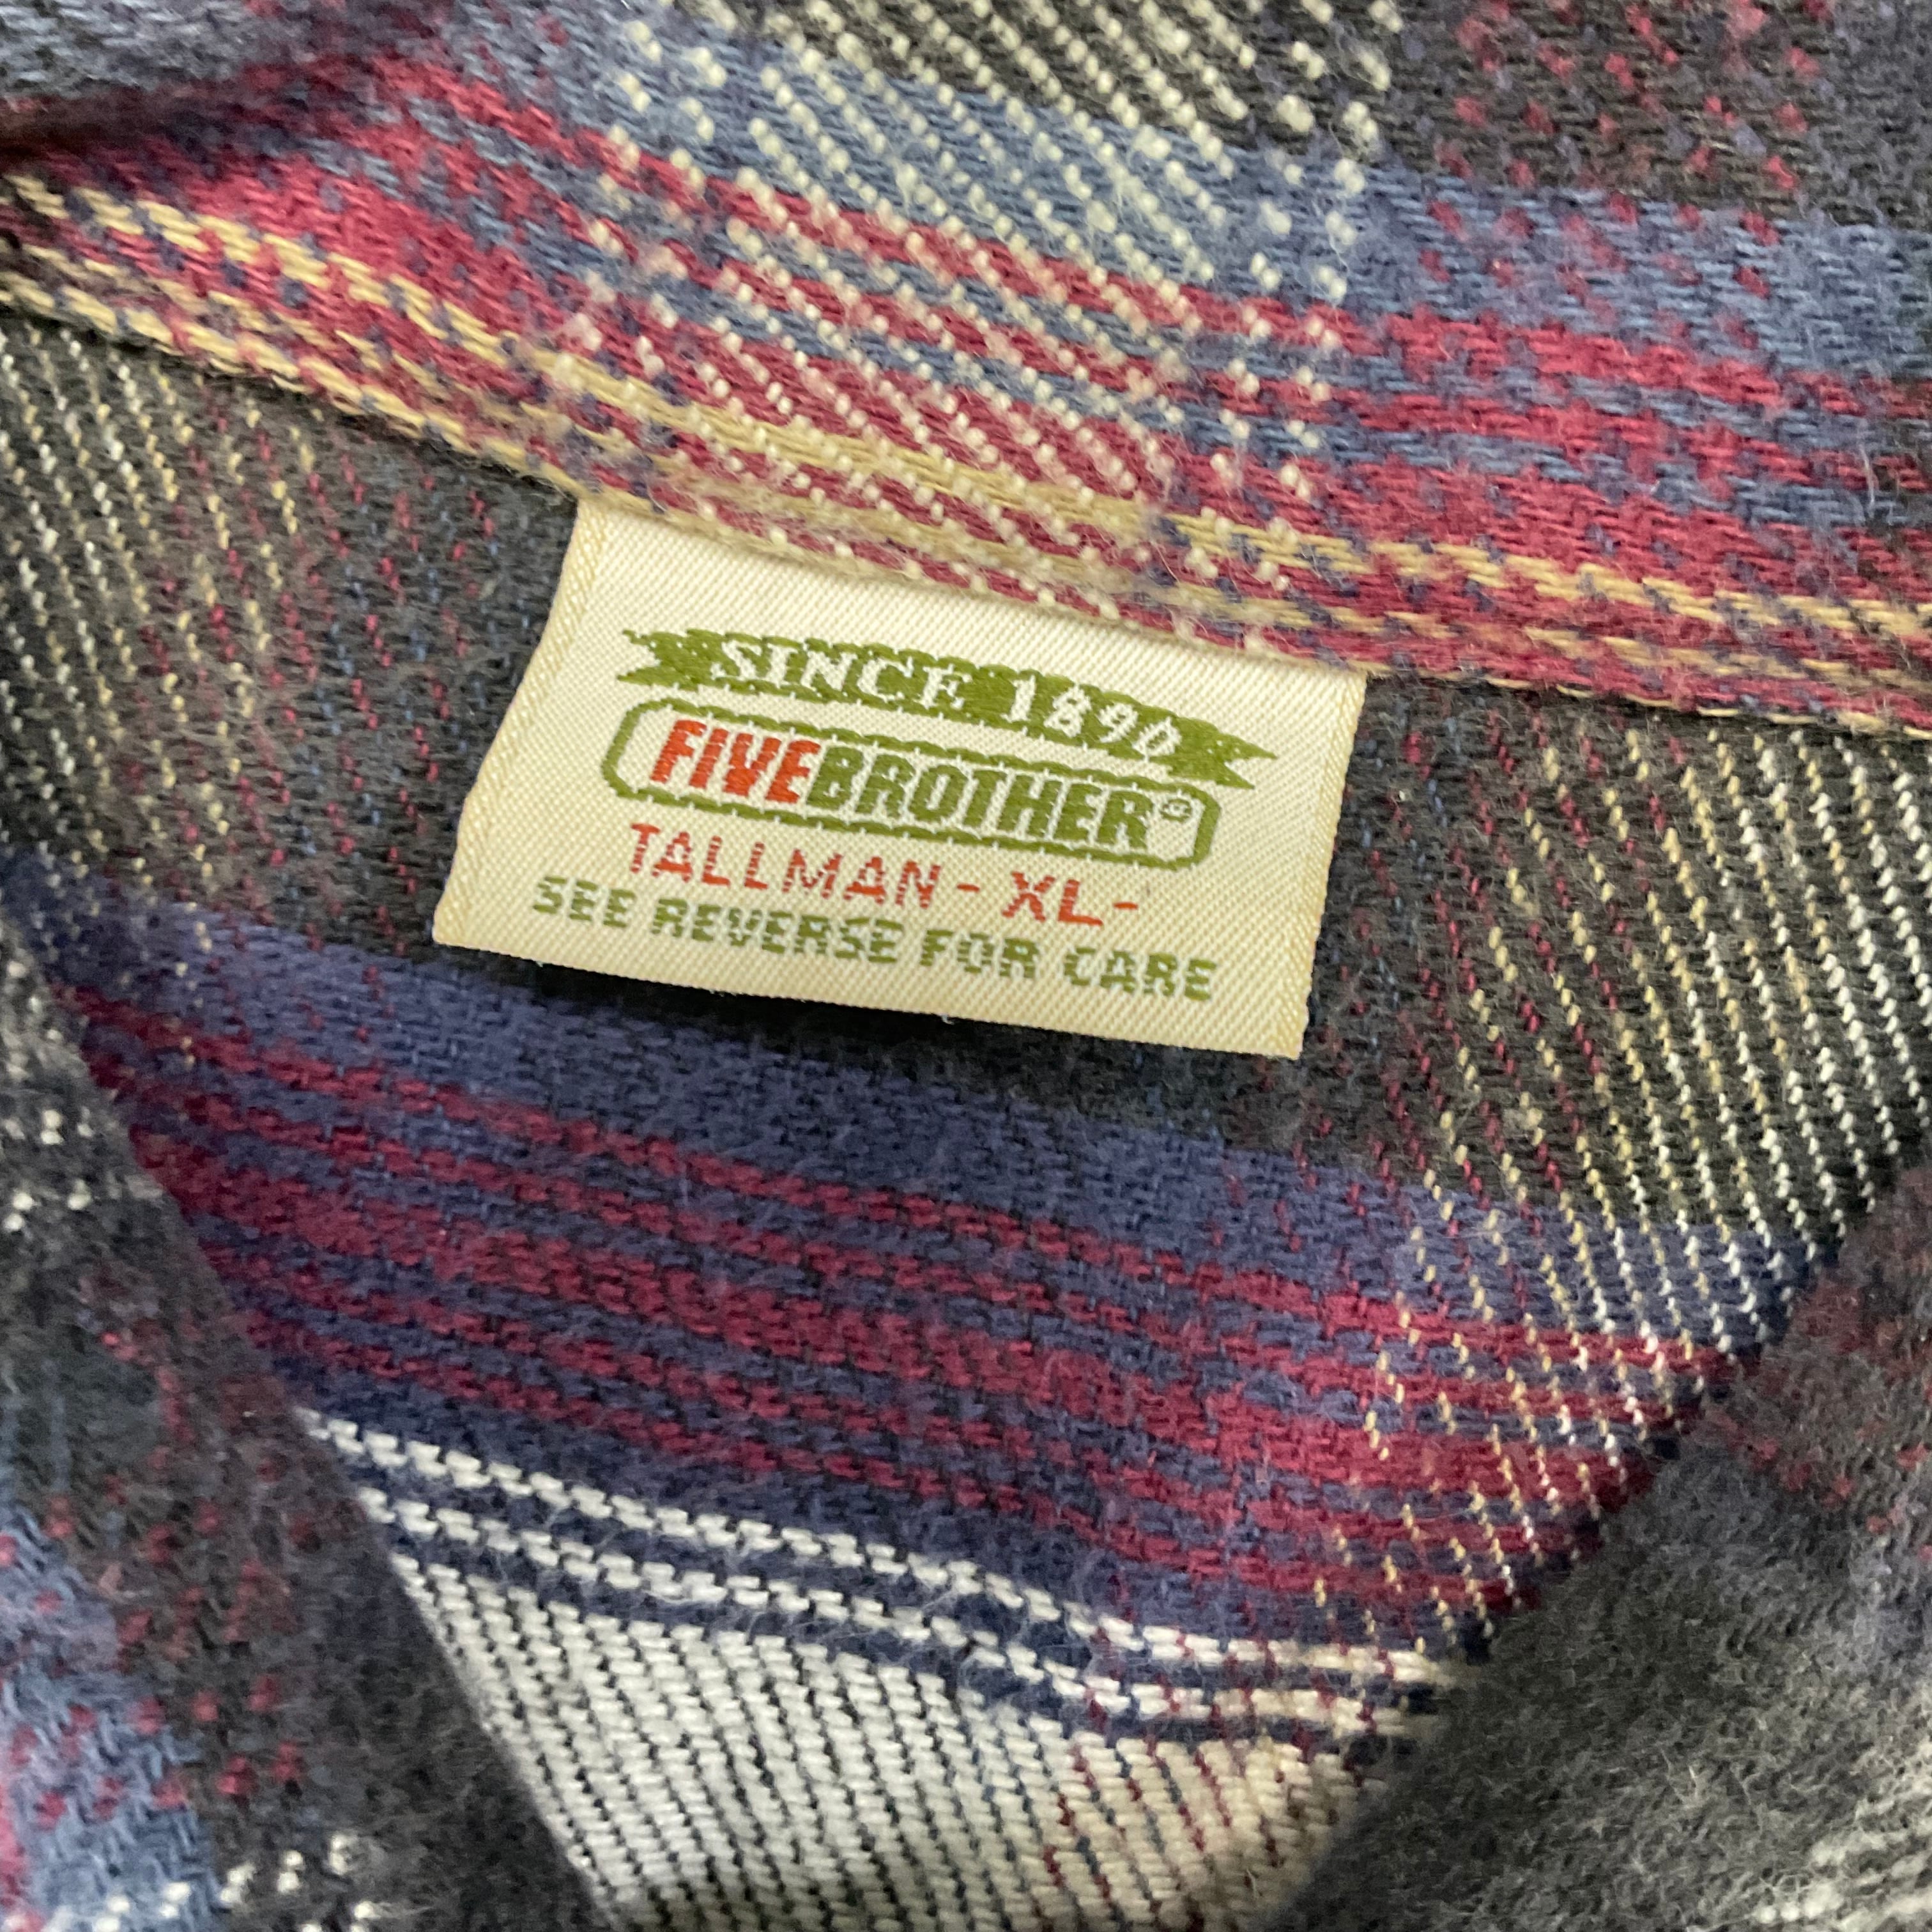 SINCE 1890
FIVEBROTHER®
TALLMAN - XL -
SEE REVERSE FOR CARE